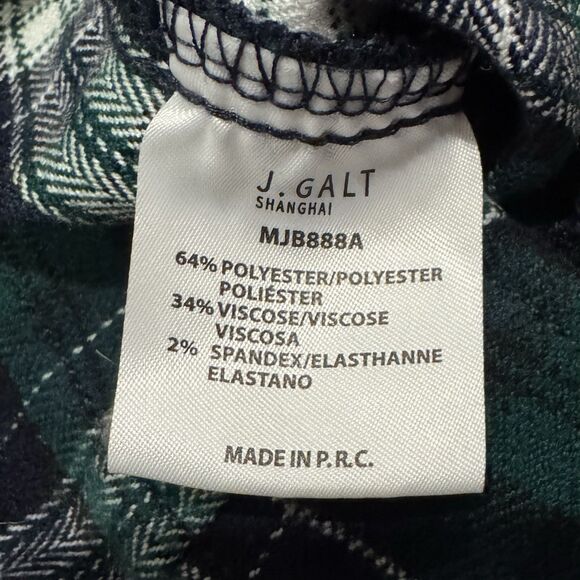 J. GALT
SHANGHAI
MJB888A
64% POLYESTER/POLYESTER
POLIÉSTER
34% VISCOSE/VISCOSE
VISCOSA
2% SPANDEX/ELASTHANNE
ELASTANO
MADE IN P.R.C.